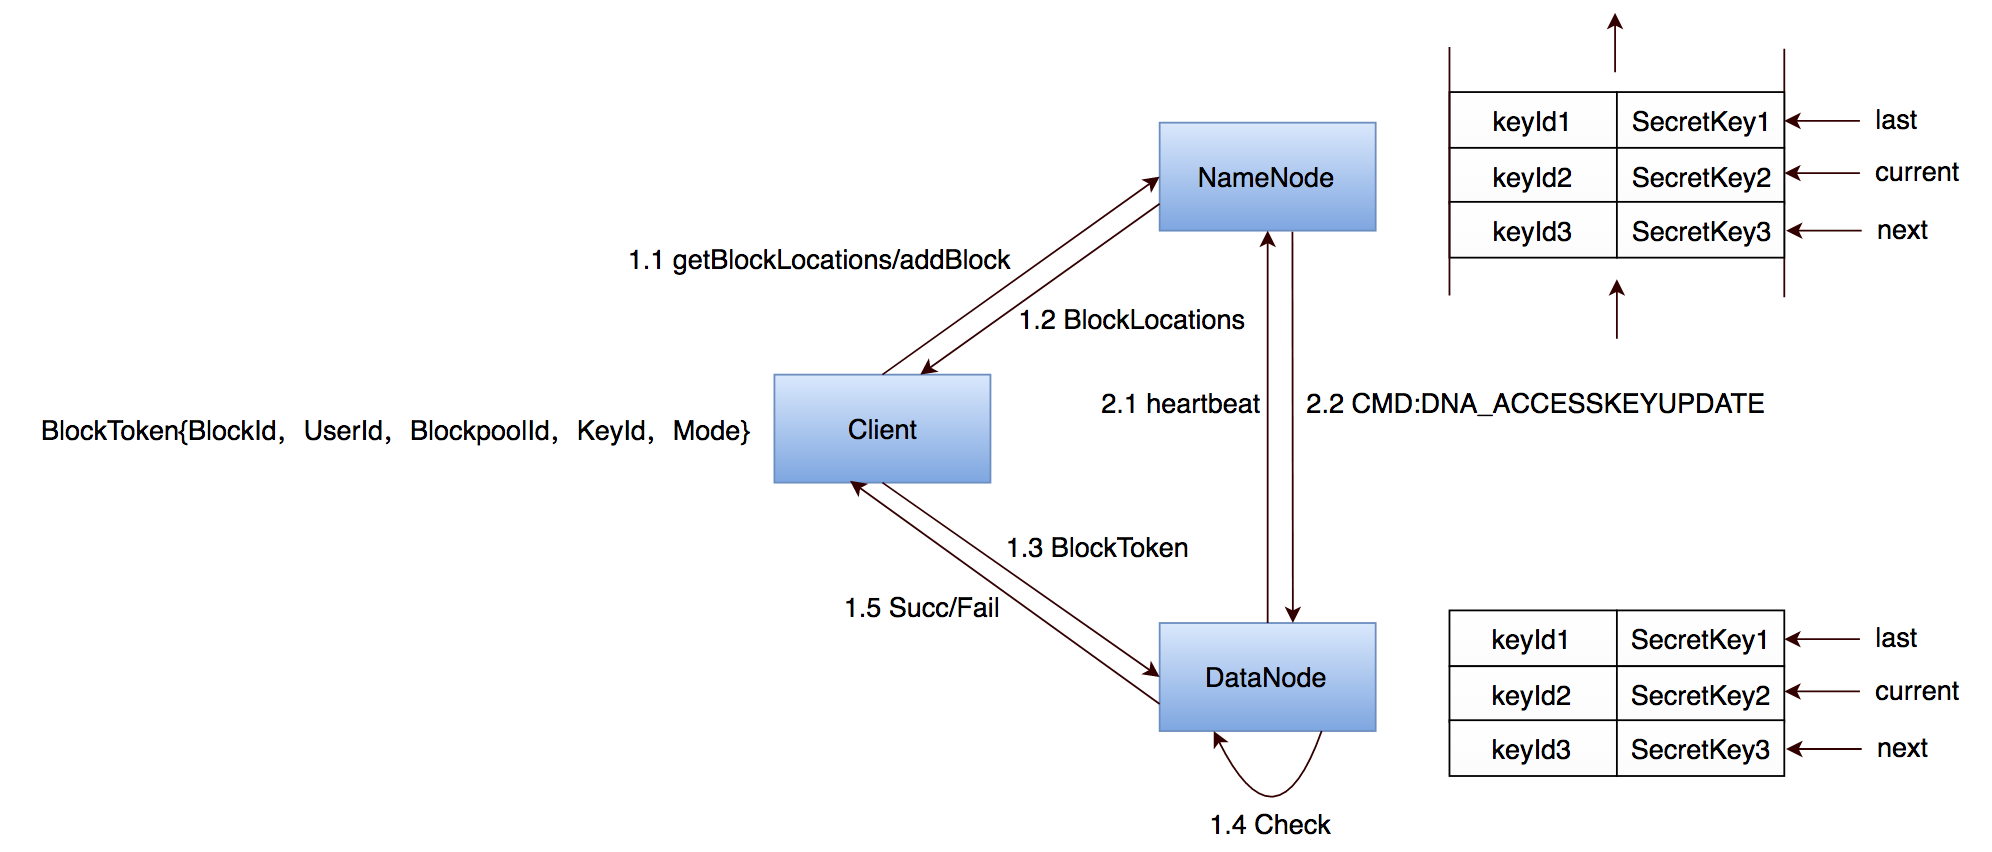 keyId1 SecretKey1 last
keyId2 SecretKey2 current
keyId3 SecretKey3 next
NameNode
1.1 getBlockLocations/addBlock
1.2 BlockLocations
2.1 heartbeat
2.2 CMD:DNA_ACCESSKEYUPDATE
BlockToken{BlockId，UserId，BlockpoolId，KeyId，Mode}
Client
1.3 BlockToken
1.5 Succ/Fail
DataNode
1.4 Check
keyId1 SecretKey1 last
keyId2 SecretKey2 current
keyId3 SecretKey3 next